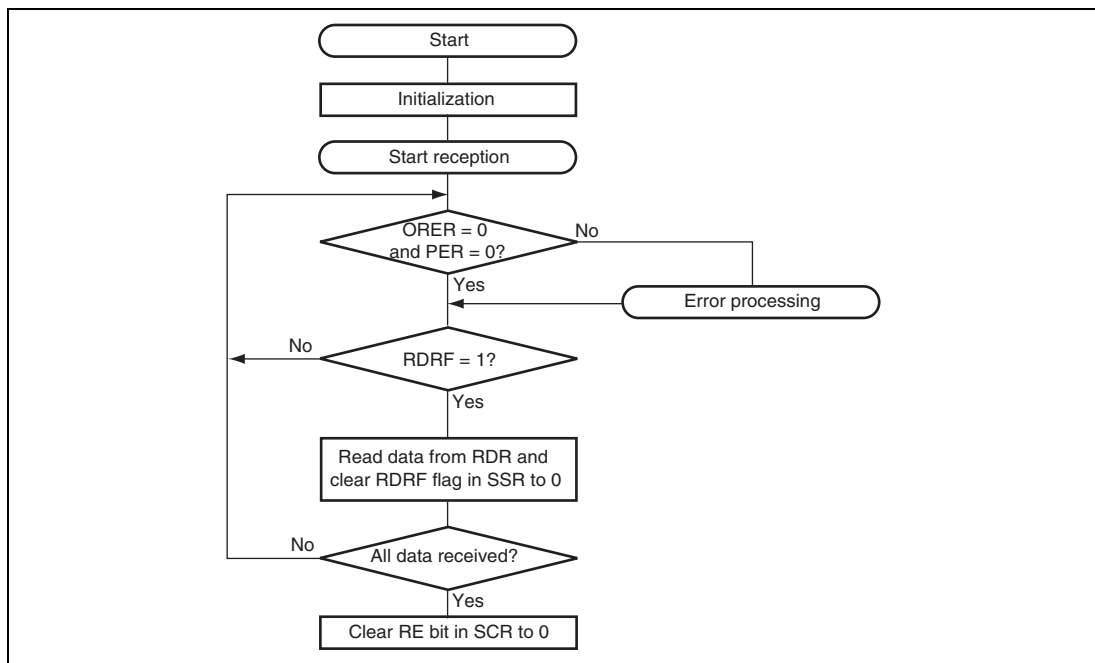 Start
Initialization
Start reception
ORER = 0
and PER = 0?
No
Yes
Error processing
No
RDRF = 1?
Yes
Read data from RDR and
clear RDRF flag in SSR to 0
No
All data received?
Yes
Clear RE bit in SCR to 0